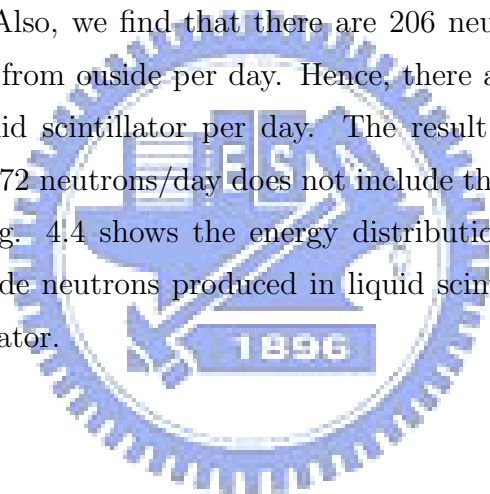 Also, we find that there are 206 neu
from ouside per day. Hence, there a
id scintillator per day. The result
72 neutrons/day does not include th
g. 4.4 shows the energy distributio
de neutrons produced in liquid scin
ator.
ES
1896